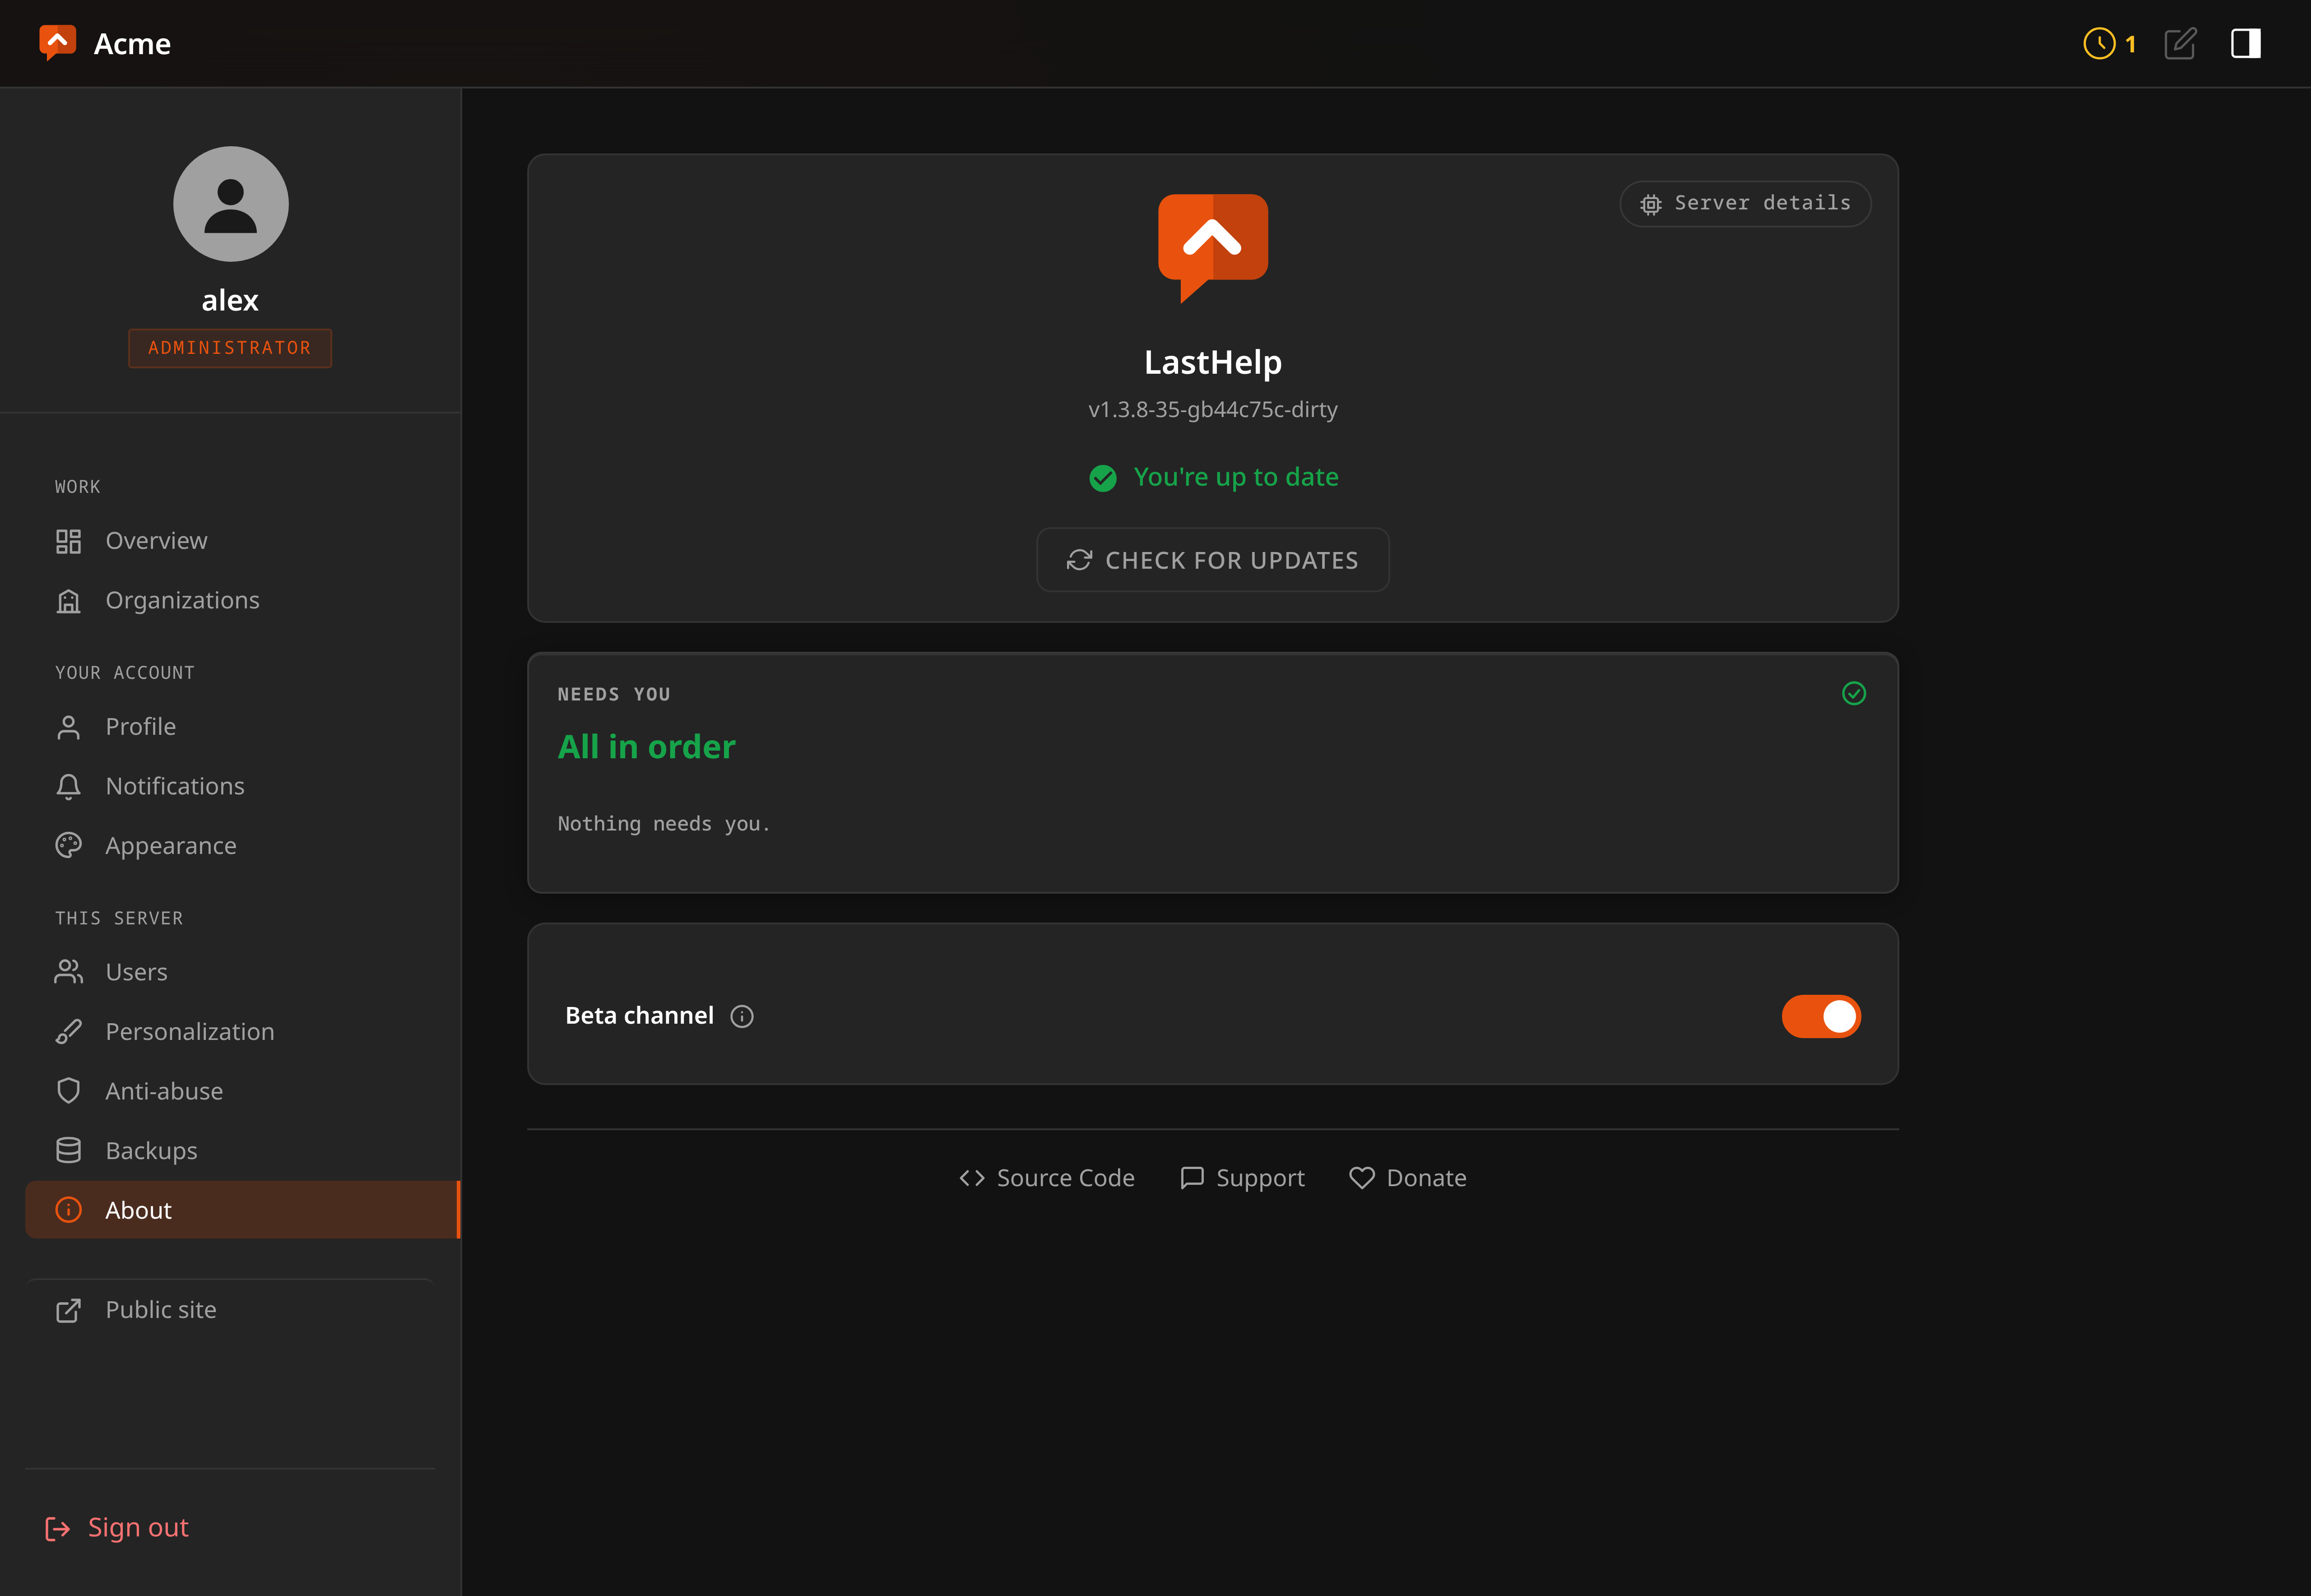 Acme
1
alex
ADMINISTRATOR
WORK
Overview
Organizations
YOUR ACCOUNT
Profile
Notifications
Appearance
THIS SERVER
Users
Personalization
Anti-abuse
Backups
About
Public site
Sign out
Server details
LastHelp
v1.3.8-35-gb44c75c-dirty
You're up to date
CHECK FOR UPDATES
NEEDS YOU
All in order
Nothing needs you.
Beta channel
Source Code
Support
Donate